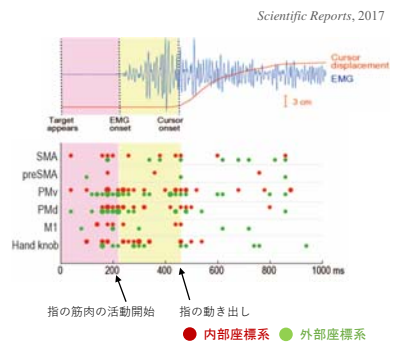 Scientific Reports, 2017
Cursor
displacement
EMG
3 cm
Target
appears
EMG
onset
Cursor
onset
SMA
preSMA
PMv
PMd
M1
Hand knob
0 200 400 600 800 1000 ms
指の筋肉の活動開始 指の動き出し
内部座標系 外部座標系